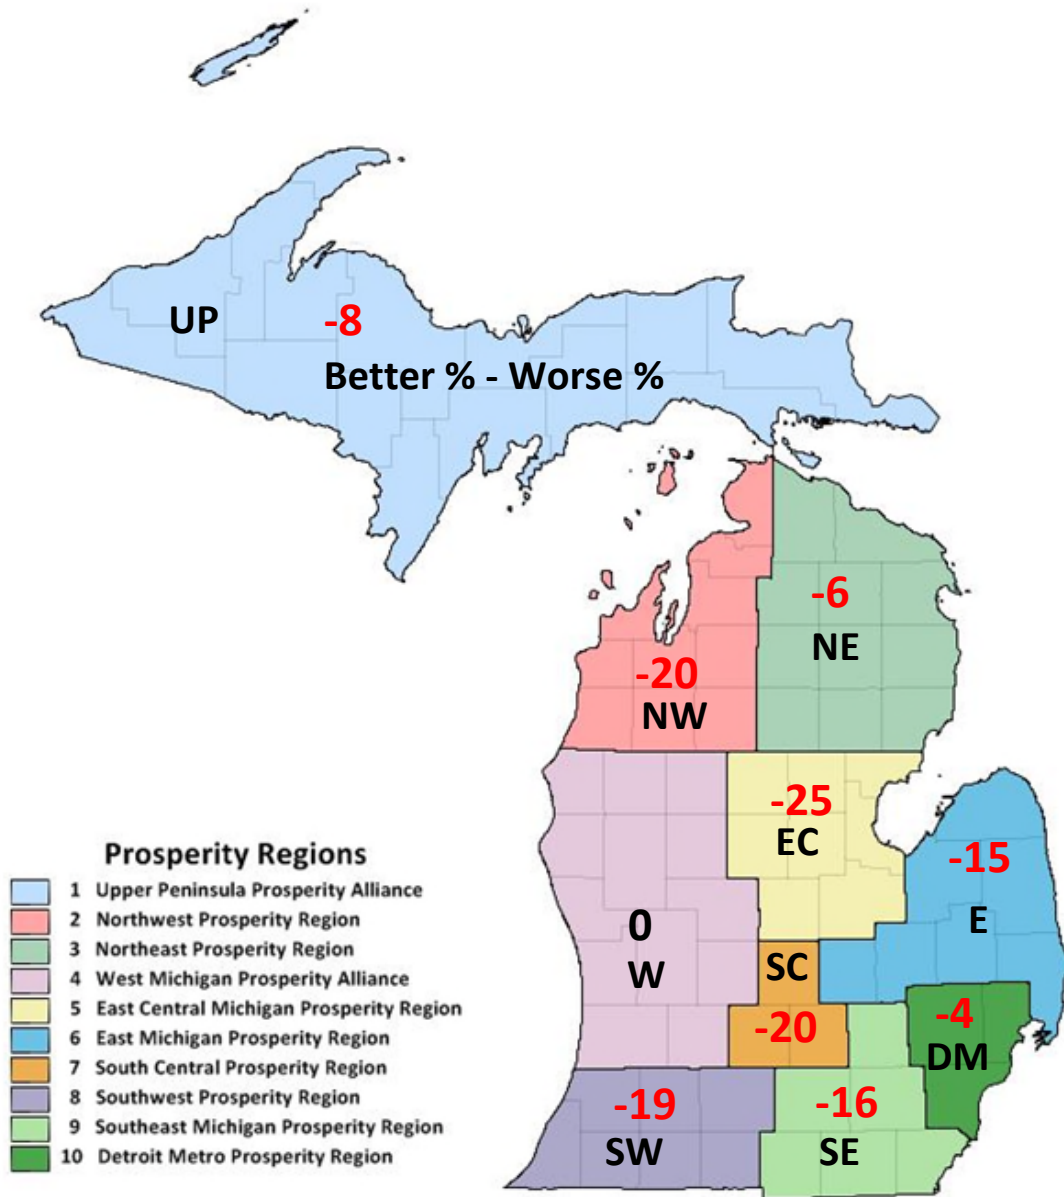 UP -8
Better % - Worse %
-6
NE
-20
NW
-25
EC
-15
E
0
W
SC
-20
-4
DM
-19
SW
-16
SE
Prosperity Regions
1 Upper Peninsula Prosperity Alliance
2 Northwest Prosperity Region
3 Northeast Prosperity Region
4 West Michigan Prosperity Alliance
5 East Central Michigan Prosperity Region
6 East Michigan Prosperity Region
7 South Central Prosperity Region
8 Southwest Prosperity Region
9 Southeast Michigan Prosperity Region
10 Detroit Metro Prosperity Region